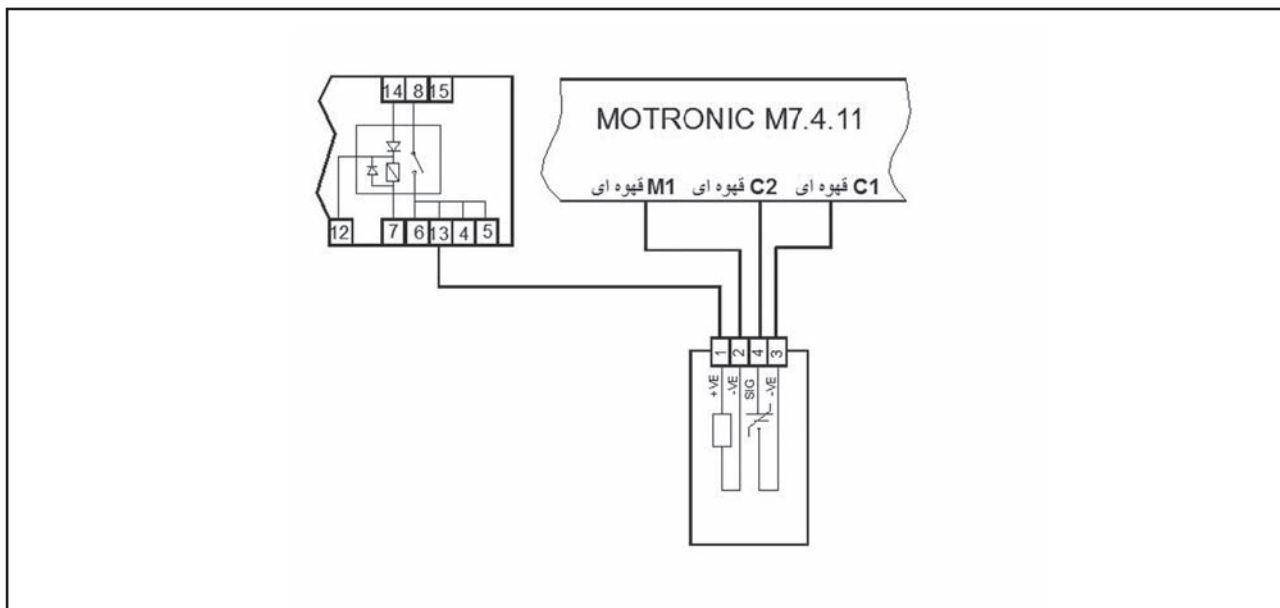 14 8 15
MOTRONIC M7.4.11
M1 قهوه ای
C2 قهوه ای
C1 قهوه ای
12 7 6 13 4 5
1 2 4 3
+VE -VE SIG -VE